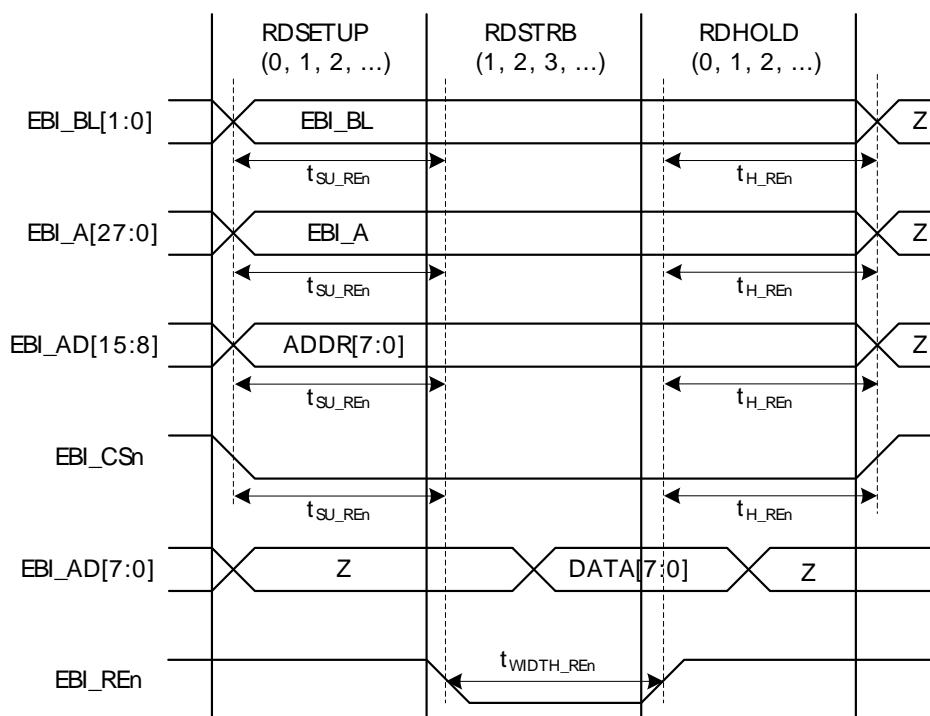 RDSETUP RDSTRB RDHOLD
(0, 1, 2, ...) (1, 2, 3, ...) (0, 1, 2, ...)
EBI_BL[1:0] EBI_BL Z
tSU_REn tH_REn
EBI_A[27:0] EBI_A Z
tSU_REn tH_REn
EBI_AD[15:8] ADDR[7:0] Z
tSU_REn tH_REn
EBI_CSn
tSU_REn tH_REn
EBI_AD[7:0] Z DATA[7:0] Z
tWIDTH_REn
EBI_REn